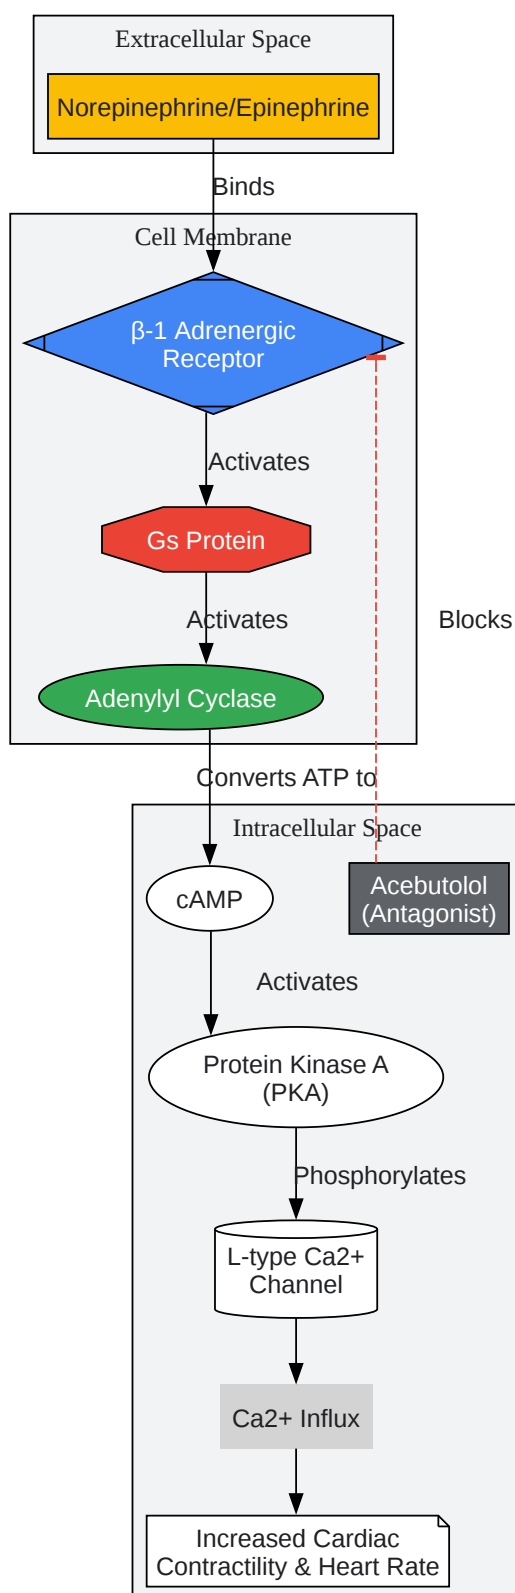 Extracellular Space
Norepinephrine/Epinephrine
Binds
Cell Membrane
β-1 Adrenergic
Receptor
Activates
Gs Protein
Activates
Blocks
Adenylyl Cyclase
Converts ATP to
Intracellular Space
cAMP
Acebutolol
(Antagonist)
Activates
Protein Kinase A
(PKA)
Phosphorylates
L-type Ca2+
Channel
Ca2+ Influx
Increased Cardiac
Contractility & Heart Rate